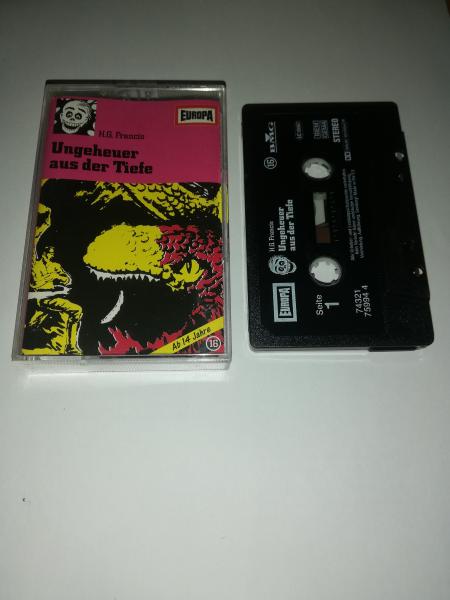 H.G. Francis
EUROPA
Ungeheuer
aus der Tiefe
Ab 14 Jahre
16
16
BMG
STEREO
H.G. Francis
Ungeheuer
aus der Tiefe
EUROPA
Seite
1
74321
75994 4